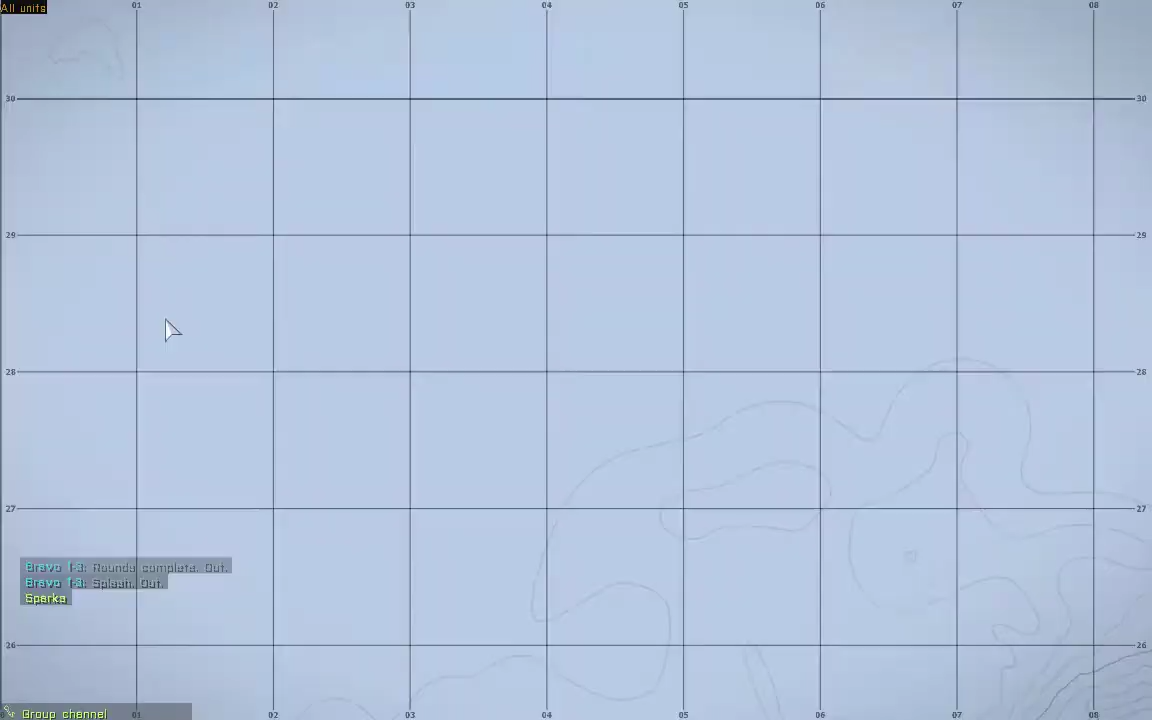 All units
01 02 03 04 05 06 07 08
30 30
29 29
28 28
27 27
Bravo 1-3: Rounds complete. Out.
Bravo 1-3: Splash. Out.
Sparks
26 26
Group channel
01 02 03 04 05 06 07 08